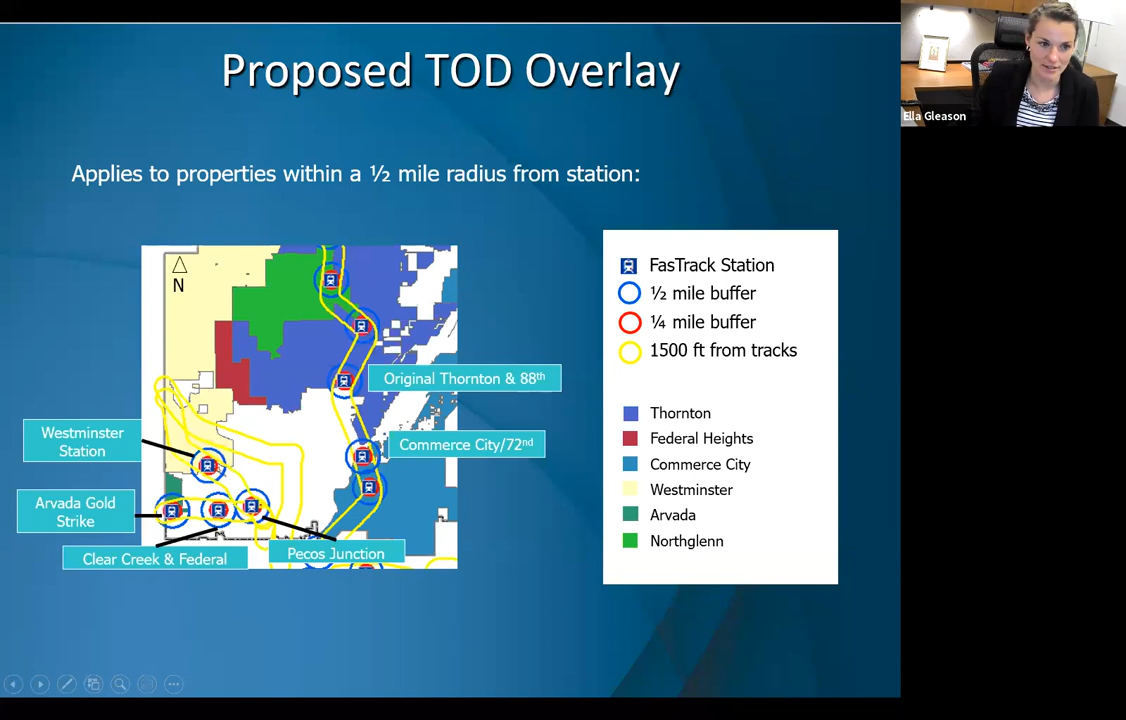 Proposed TOD Overlay
Ella Gleason
Applies to properties within a ½ mile radius from station:
N
Original Thornton & 88th
Commerce City/72nd
Westminster
Station
Arvada Gold
Strike
Clear Creek & Federal
Pecos Junction
FasTrack Station
½ mile buffer
¼ mile buffer
1500 ft from tracks
Thornton
Federal Heights
Commerce City
Westminster
Arvada
Northglenn